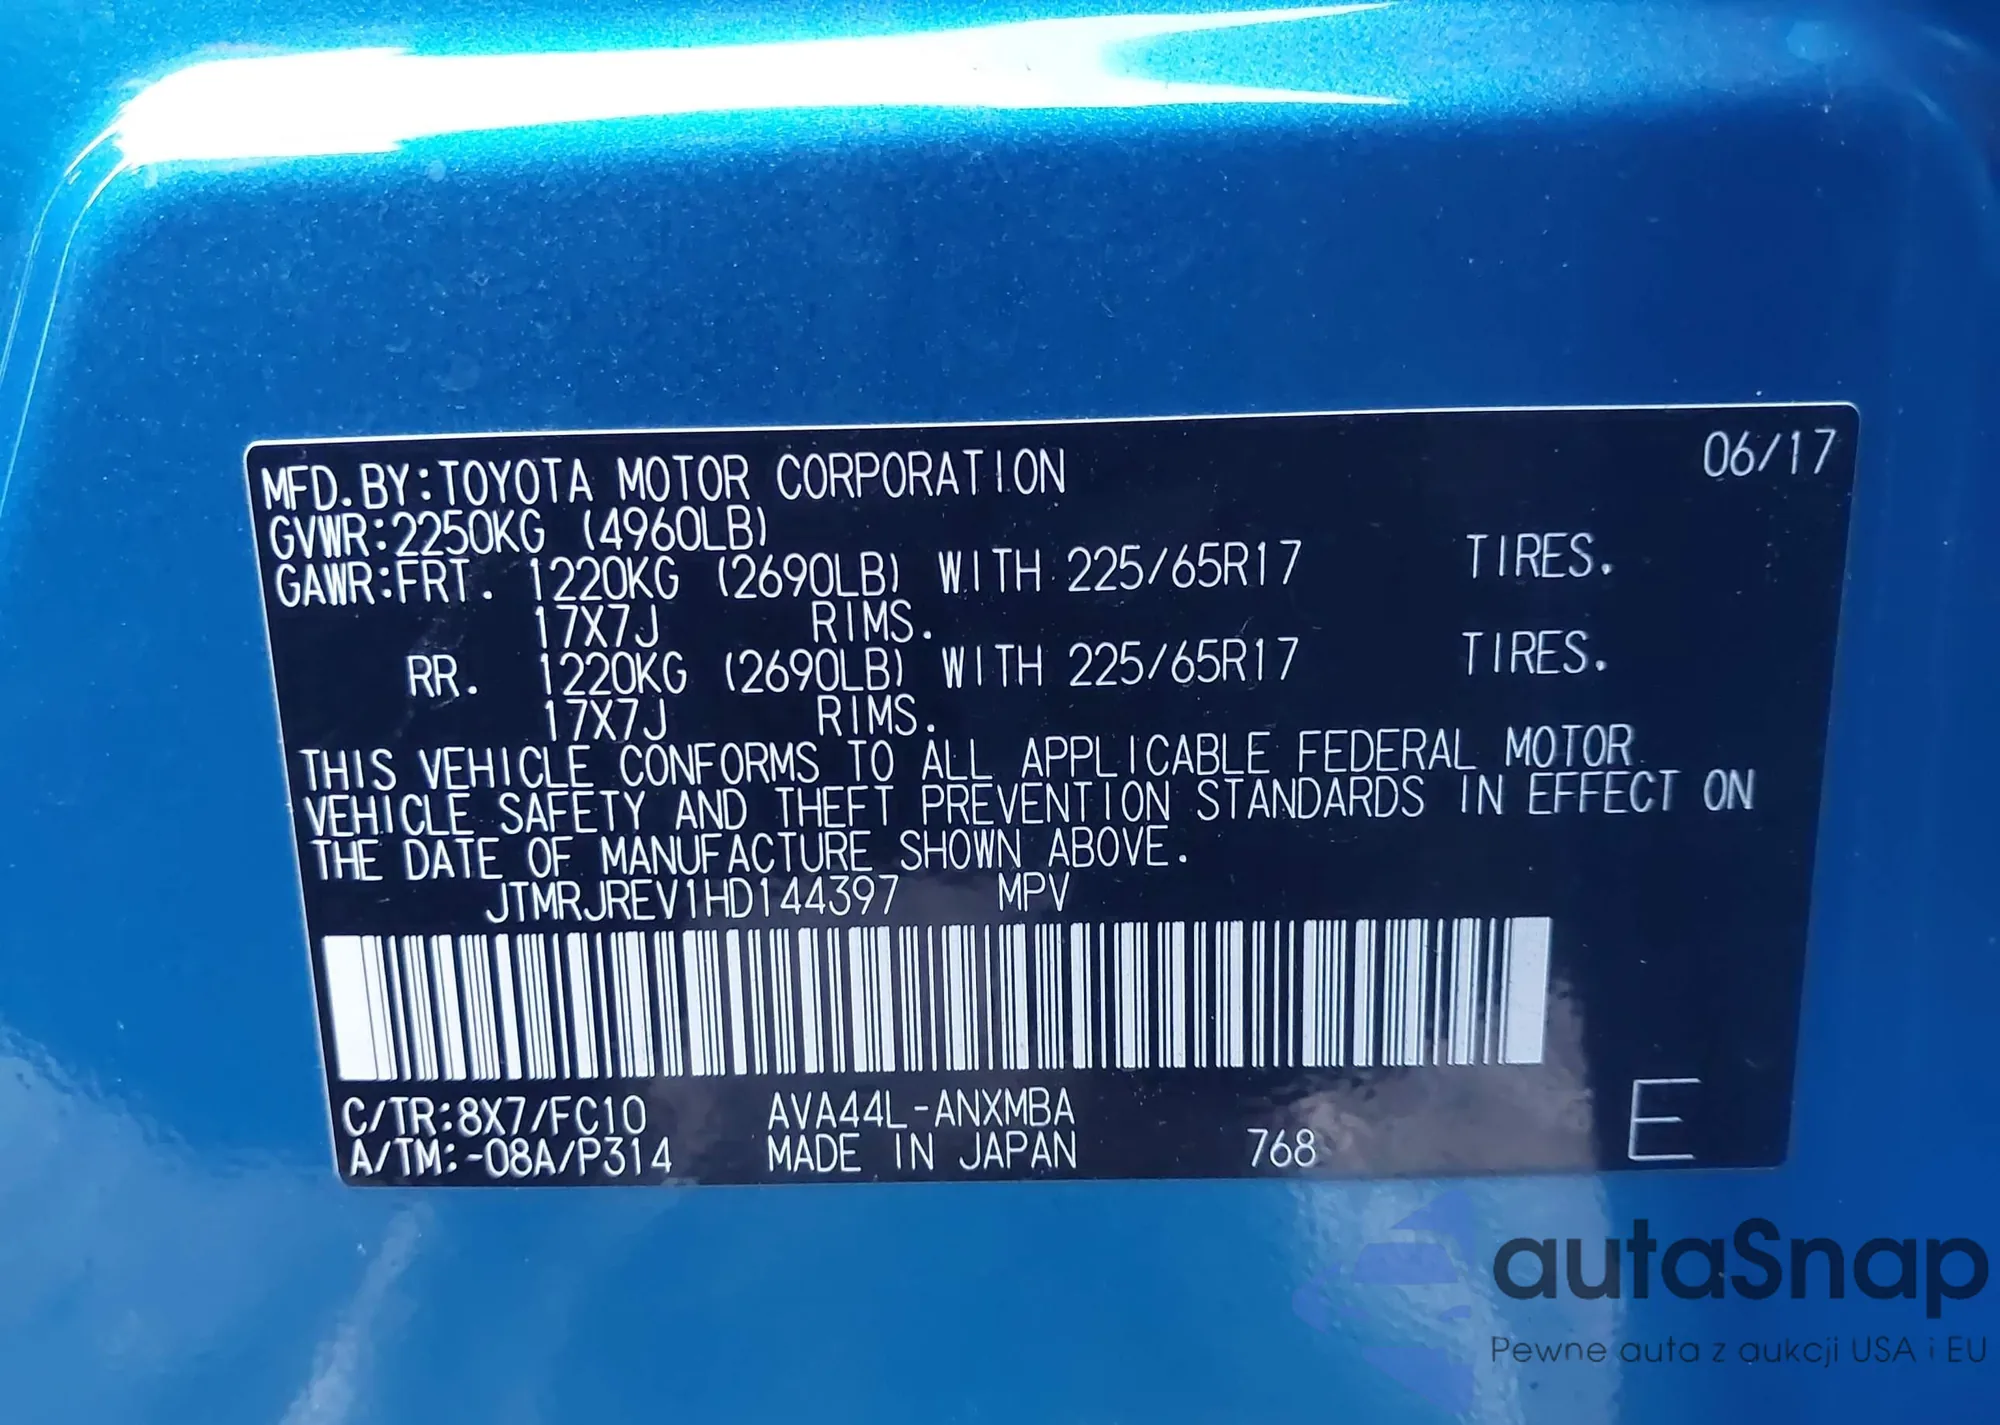 06/17
MFD.BY:TOYOTA MOTOR CORPORATION
GVWR:2250KG (4960LB)
GAWR:FRT. 1220KG (2690LB) WITH 225/65R17 TIRES.
17X7J RIMS.
RR. 1220KG (2690LB) WITH 225/65R17 TIRES.
17X7J RIMS.
THIS VEHICLE CONFORMS TO ALL APPLICABLE FEDERAL MOTOR
VEHICLE SAFETY AND THEFT PREVENTION STANDARDS IN EFFECT ON
THE DATE OF MANUFACTURE SHOWN ABOVE.
JTMRJREV1HD144397 MPV
C/TR:8X7/FC10 AVA44L-ANXMBA
A/TM:-08A/P314 MADE IN JAPAN 768 E
autaSnap
Pewne auta z aukcji USA i EU